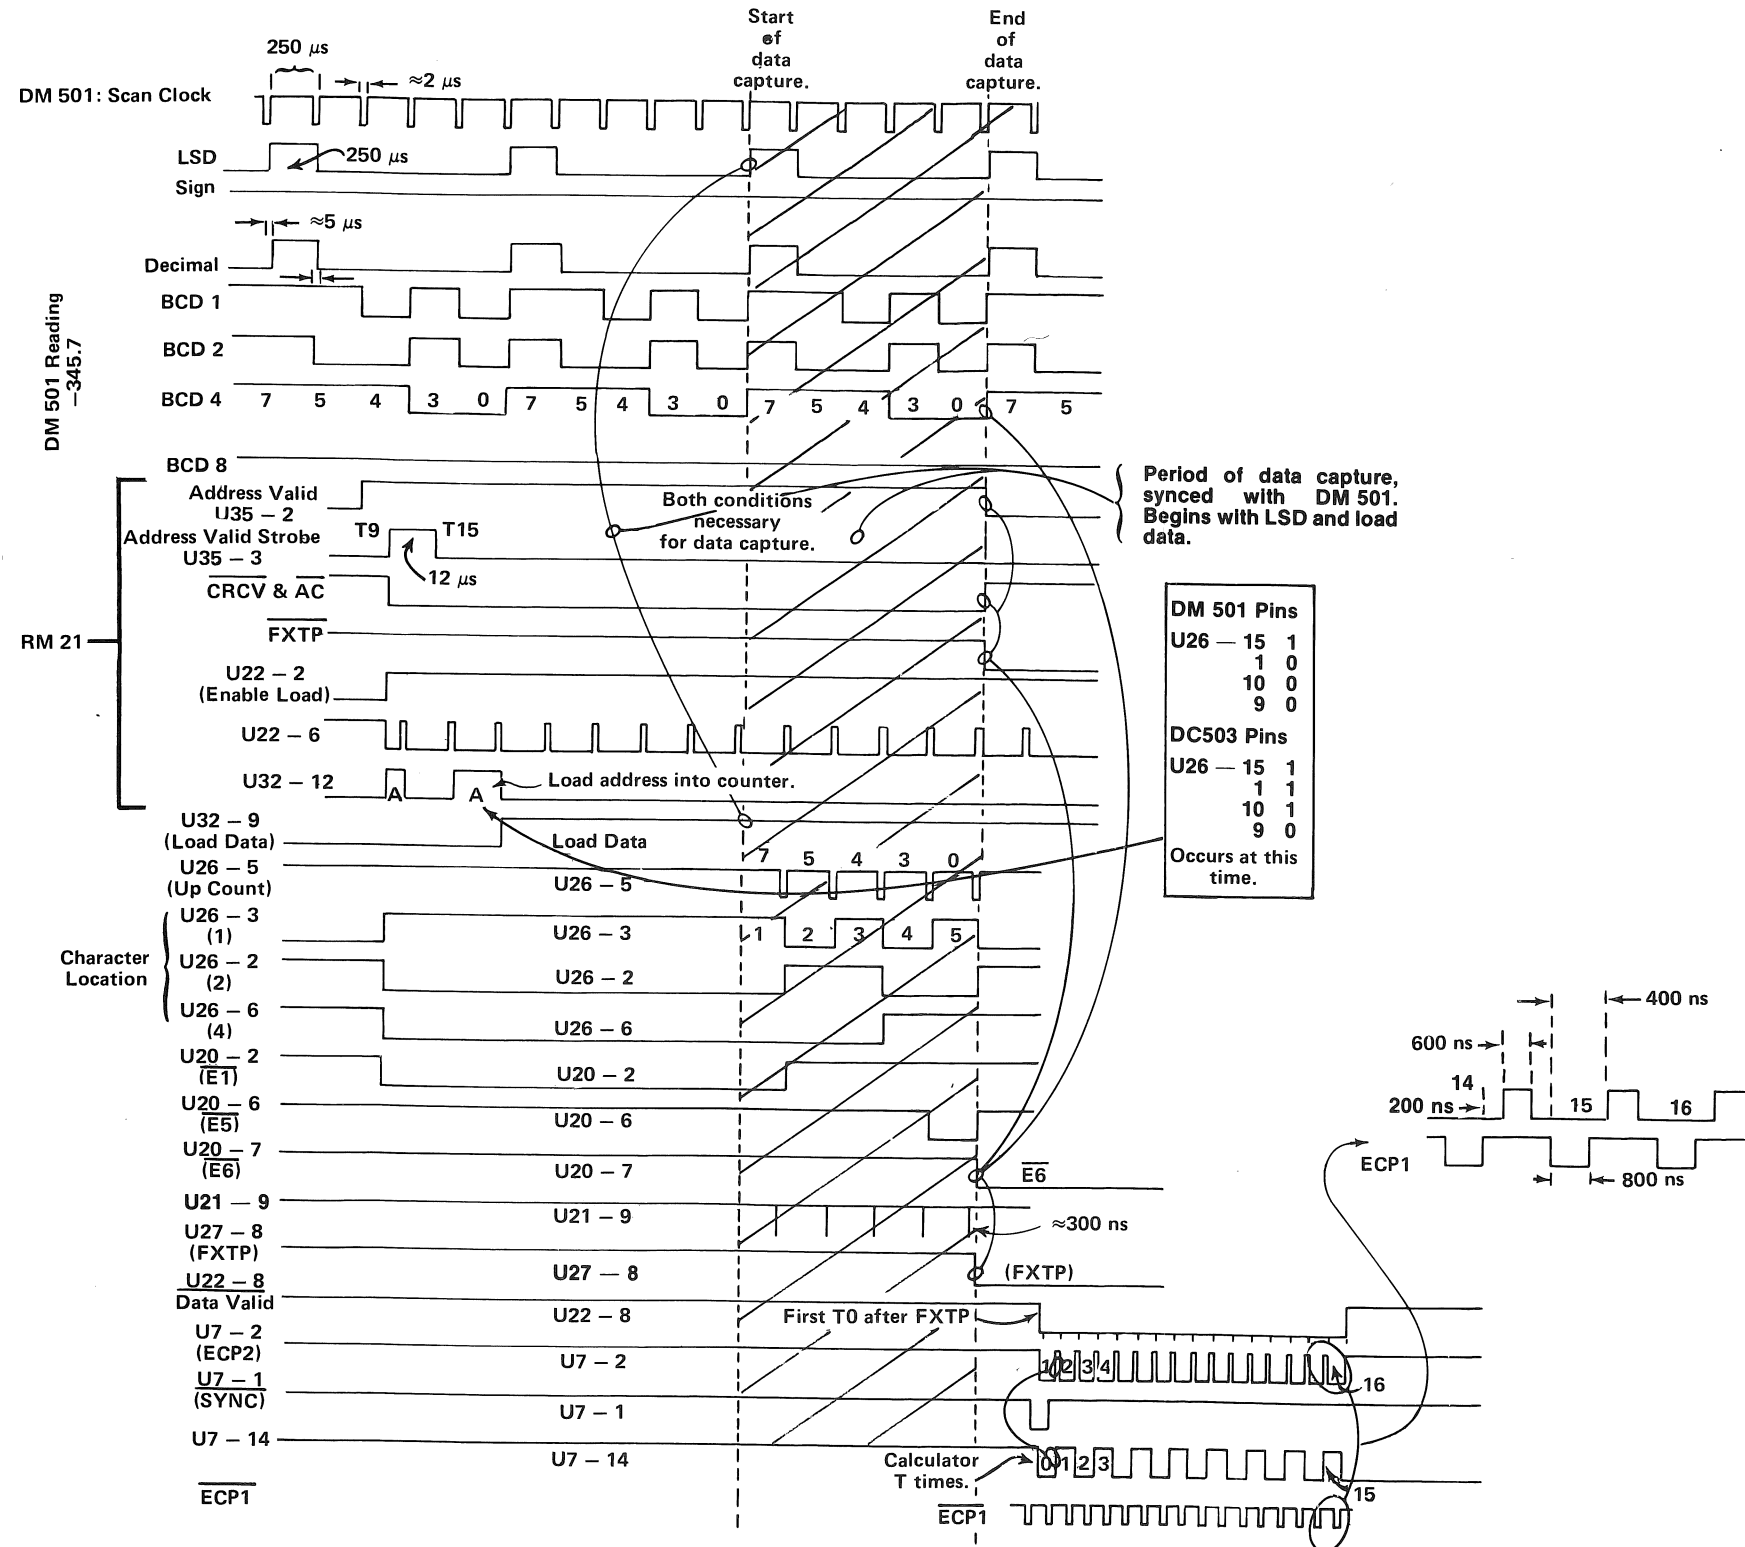 Start
of
data
capture.
End
of
data
capture.
250 μs
≈2 μs
DM 501: Scan Clock
LSD
250 μs
Sign
≈5 μs
Decimal
BCD 1
BCD 2
BCD 4
7 5 4 3 0 7 5 4 3 0 7 5 4 3 0 7 5
DM 501 Reading
—345.7
BCD 8
Address Valid
U35 – 2
Both conditions
necessary
for data capture.
Period of data capture,
synced with DM 501.
Begins with LSD and load
data.
Address Valid Strobe
U35 – 3
T9
T15
12 μs
CRCV & AC
RM 21
FXTP
U22 – 2
(Enable Load)
U22 – 6
U32 – 12
A
A
Load address into counter.
DM 501 Pins
U26 — 15 1
1 0
10 0
9 0
DC503 Pins
U26 — 15 1
1 1
10 1
9 0
Occurs at this
time.
U32 – 9
(Load Data)
Load Data
7 5 4 3 0
U26 – 5
(Up Count)
U26 – 5
Character
Location
U26 – 3
(1)
U26 – 3
1 2 3 4 5
U26 – 2
(2)
U26 – 2
U26 – 6
(4)
U26 – 6
U20 – 2
(E1)
U20 – 2
U20 – 6
(E5)
U20 – 6
U20 – 7
(E6)
U20 – 7
E6
U21 — 9
U21 – 9
≈300 ns
U27 – 8
(FXTP)
U27 — 8
(FXTP)
U22 – 8
Data Valid
U22 – 8
First T0 after FXTP
U7 – 2
(ECP2)
U7 – 2
1 2 3 4
16
U7 – 1
(SYNC)
U7 – 1
U7 – 14
U7 – 14
Calculator
T times.
0 1 2 3
15
ECP1
ECP1
400 ns
600 ns
14
200 ns
15
16
ECP1
800 ns